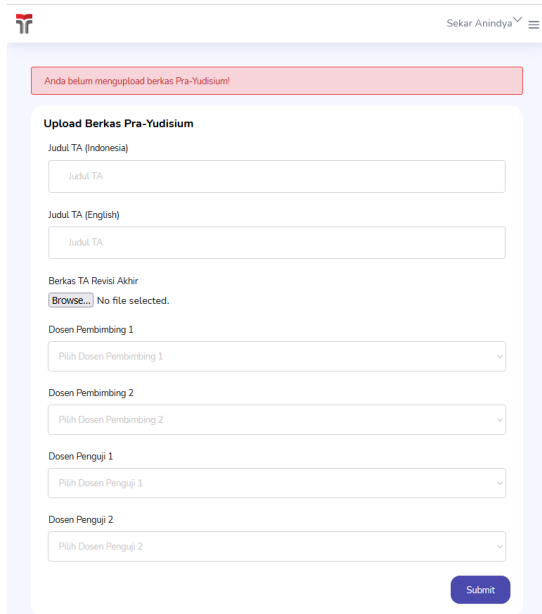 Sekar Anindya
Anda belum mengupload berkas Pra-Yudisium!
Upload Berkas Pra-Yudisium
Judul TA (Indonesia)
Judul TA
Judul TA (English)
Judul TA
Berkas TA Revisi Akhir
Browse... No file selected.
Dosen Pembimbing 1
Pilih Dosen Pembimbing 1
Dosen Pembimbing 2
Pilih Dosen Pembimbing 2
Dosen Penguji 1
Pilih Dosen Penguji 1
Dosen Penguji 2
Pilih Dosen Penguji 2
Submit